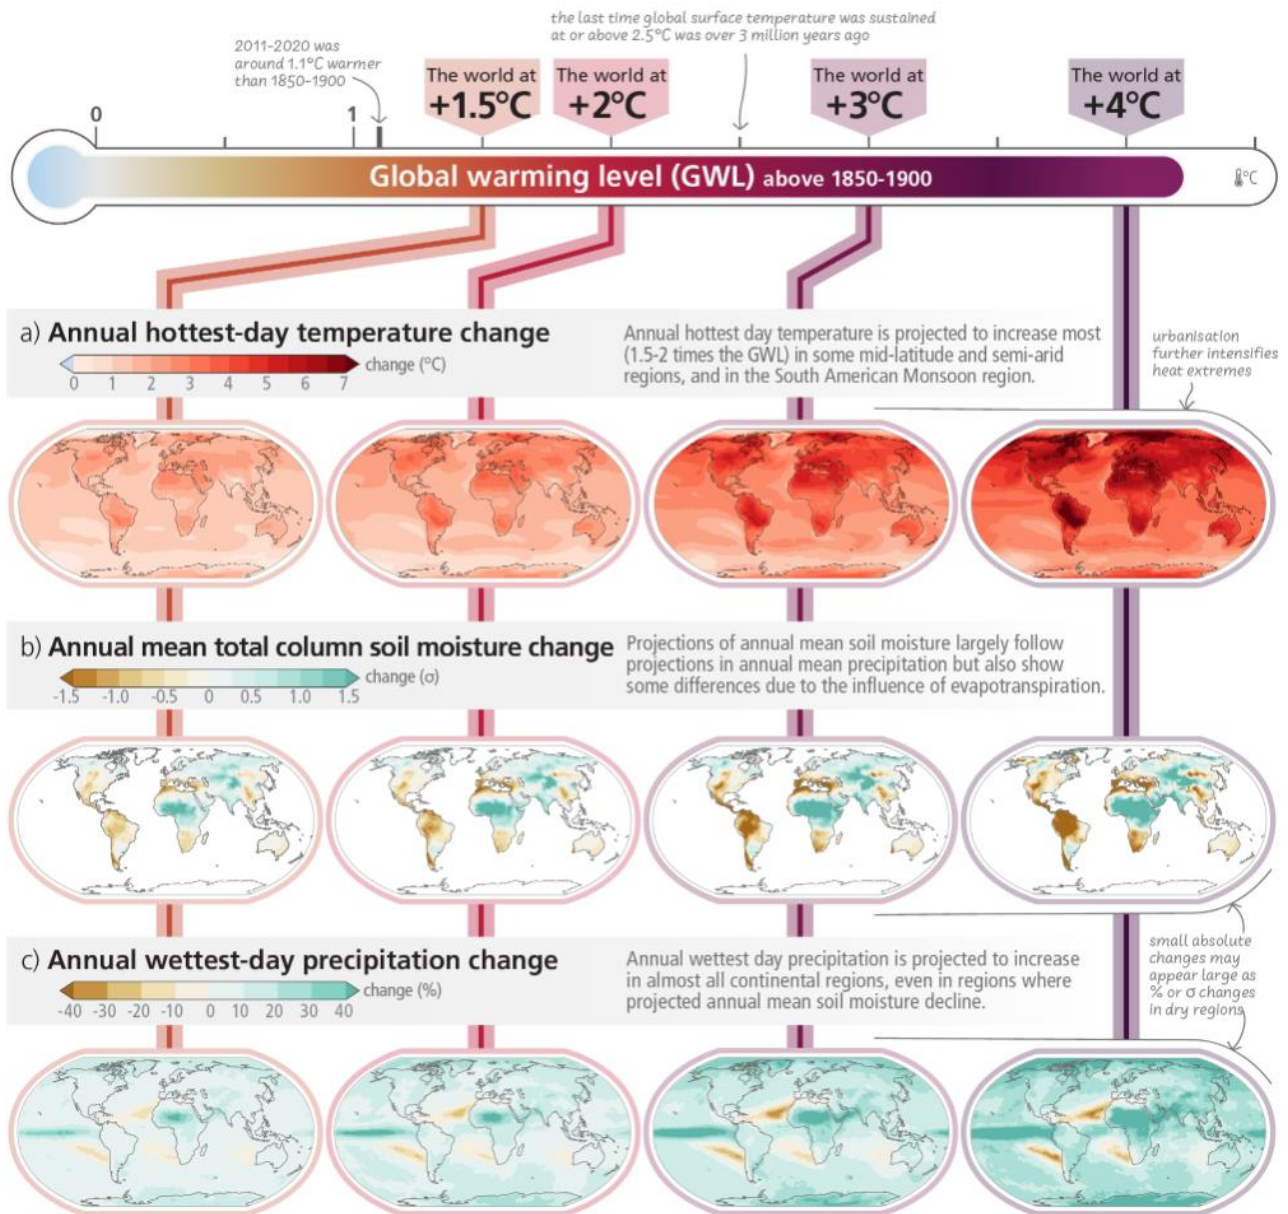 the last time global surface temperature was sustained
at or above 2.5°C was over 3 million years ago
2011-2020 was
around 1.1°C warmer
than 1850-1900
The world at
+1.5°C
The world at
+2°C
The world at
+3°C
The world at
+4°C
0
1
Global warming level (GWL) above 1850-1900
°C
a) Annual hottest-day temperature change
change (°C)
0 1 2 3 4 5 6 7
Annual hottest day temperature is projected to increase most
(1.5-2 times the GWL) in some mid-latitude and semi-arid
regions, and in the South American Monsoon region.
urbanisation
further intensifies
heat extremes
b) Annual mean total column soil moisture change
change (σ)
-1.5 -1.0 -0.5 0 0.5 1.0 1.5
Projections of annual mean soil moisture largely follow
projections in annual mean precipitation but also show
some differences due to the influence of evapotranspiration.
c) Annual wettest-day precipitation change
change (%)
-40 -30 -20 -10 0 10 20 30 40
Annual wettest day precipitation is projected to increase
in almost all continental regions, even in regions where
projected annual mean soil moisture decline.
small absolute
changes may
appear large as
% or σ changes
in dry regions